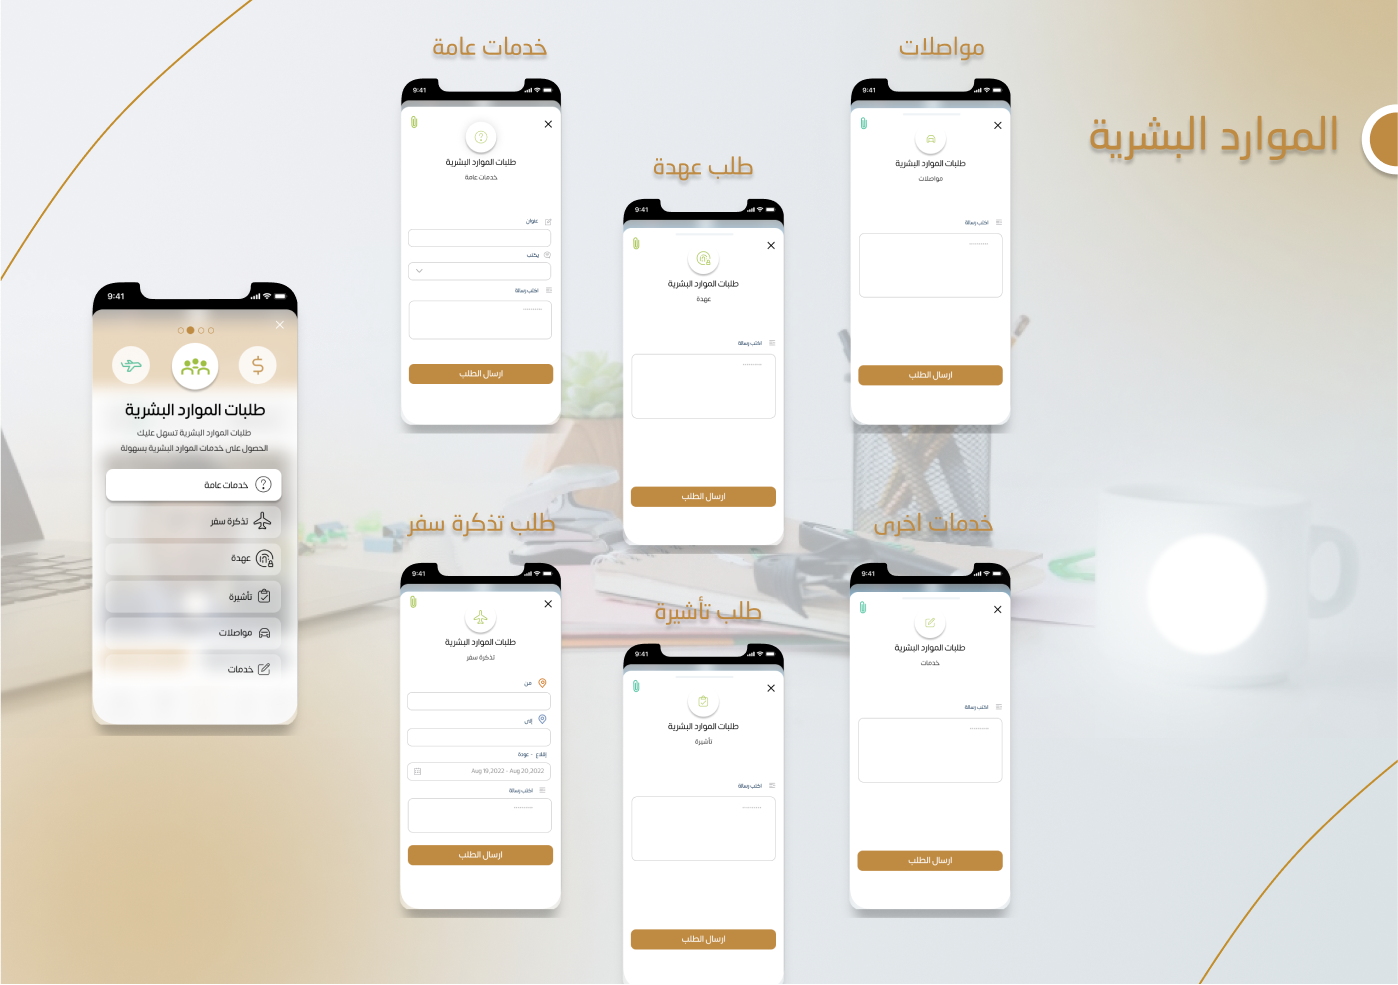 الموارد البشرية
مواصلات
9:41
طلبات الموارد البشرية
مواصلات
اكتب رسالة
.........
ارسال الطلب
طلب عهدة
9:41
طلبات الموارد البشرية
عهدة
اكتب رسالة
.........
ارسال الطلب
خدمات عامة
9:41
طلبات الموارد البشرية
خدمات عامة
عنوان
يكتب
اكتب رسالة
.........
ارسال الطلب
9:41
طلبات الموارد البشرية
طلبات الموارد البشرية تسهل عليك
الحصول على خدمات الموارد البشرية بسهولة
خدمات عامة
تذكرة سفر
عهدة
تأشيرة
مواصلات
خدمات
خدمات اخرى
9:41
طلبات الموارد البشرية
خدمات
اكتب رسالة
.........
ارسال الطلب
طلب تأشيرة
9:41
طلبات الموارد البشرية
تأشيرة
اكتب رسالة
.........
ارسال الطلب
طلب تذكرة سفر
9:41
طلبات الموارد البشرية
تذكرة سفر
من
إلى
إقلاع - عودة
Aug 19,2022 - Aug 20,2022
اكتب رسالة
.........
ارسال الطلب